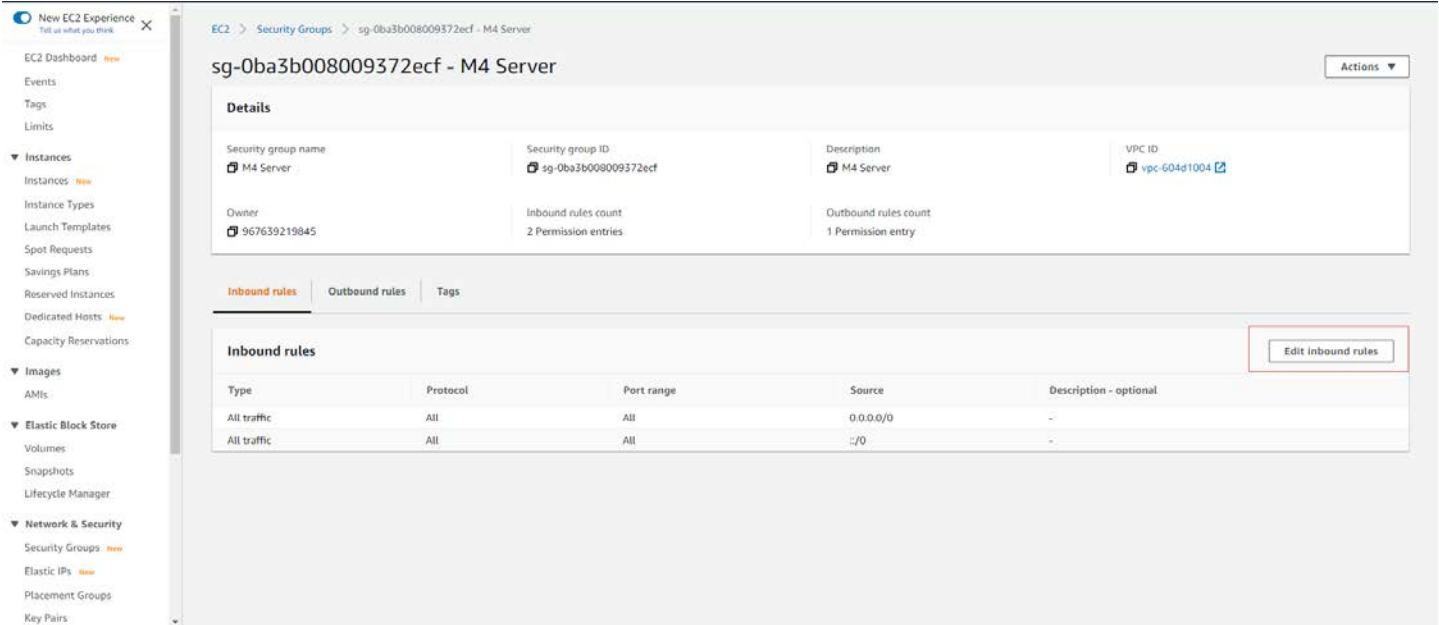 New EC2 Experience
Tell us what you think
EC2 Dashboard New
Events
Tags
Limits
Instances
Instances New
Instance Types
Launch Templates
Spot Requests
Savings Plans
Reserved Instances
Dedicated Hosts New
Capacity Reservations
Images
AMIs
Elastic Block Store
Volumes
Snapshots
Lifecycle Manager
Network & Security
Security Groups New
Elastic IPs New
Placement Groups
Key Pairs
EC2 > Security Groups > sg-0ba3b008009372ecf - M4 Server
sg-0ba3b008009372ecf - M4 Server
Actions
Details
Security group name Security group ID Description VPC ID
M4 Server sg-0ba3b008009372ecf M4 Server vpc-604d1004
Owner Inbound rules count Outbound rules count
967639219845 2 Permission entries 1 Permission entry
Inbound rules Outbound rules Tags
Inbound rules Edit inbound rules
Type Protocol Port range Source Description - optional
All traffic All All 0.0.0.0/0 -
All traffic All All ::/0 -